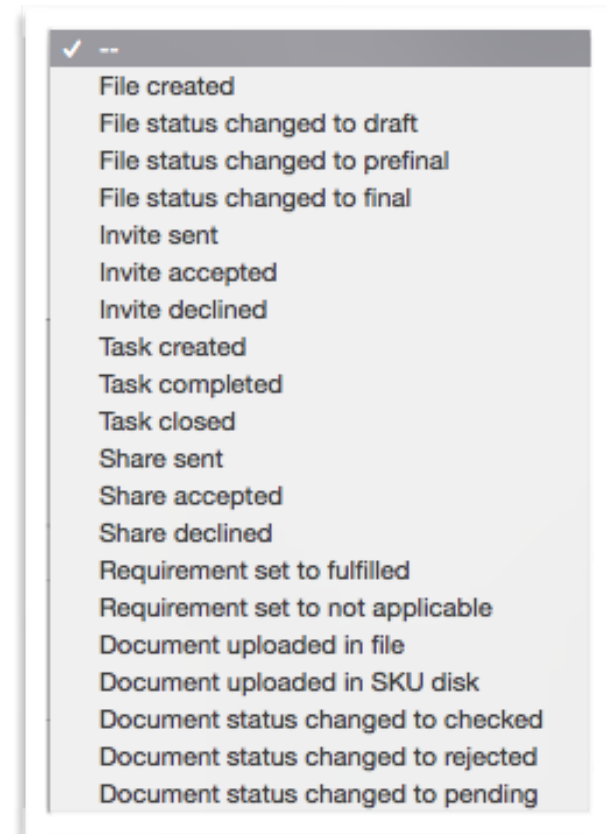 ✓ --
File created
File status changed to draft
File status changed to prefinal
File status changed to final
Invite sent
Invite accepted
Invite declined
Task created
Task completed
Task closed
Share sent
Share accepted
Share declined
Requirement set to fulfilled
Requirement set to not applicable
Document uploaded in file
Document uploaded in SKU disk
Document status changed to checked
Document status changed to rejected
Document status changed to pending